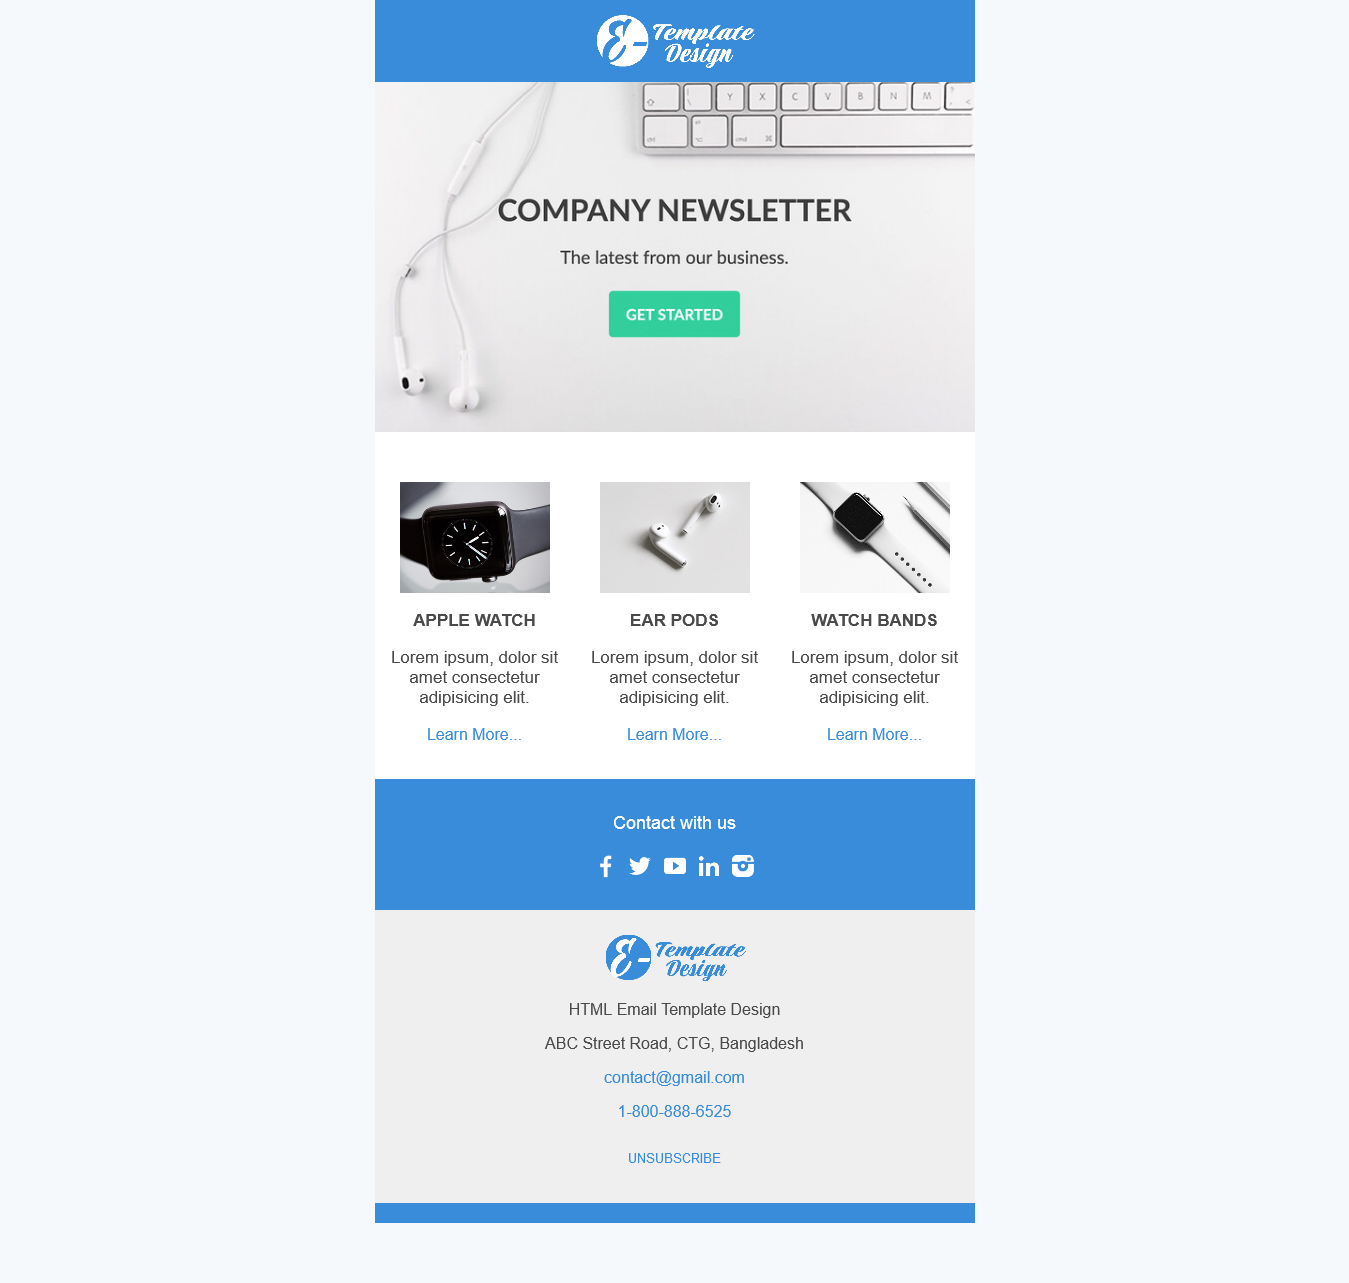 E- Template
Design
Y X C V B N M
ctrl alt cmd
COMPANY NEWSLETTER
The latest from our business.
GET STARTED
APPLE WATCH
EAR PODS
WATCH BANDS
Lorem ipsum, dolor sit
amet consectetur
adipisicing elit.
Lorem ipsum, dolor sit
amet consectetur
adipisicing elit.
Lorem ipsum, dolor sit
amet consectetur
adipisicing elit.
Learn More...
Learn More...
Learn More...
Contact with us
E- Template
Design
HTML Email Template Design
ABC Street Road, CTG, Bangladesh
contact@gmail.com
1-800-888-6525
UNSUBSCRIBE